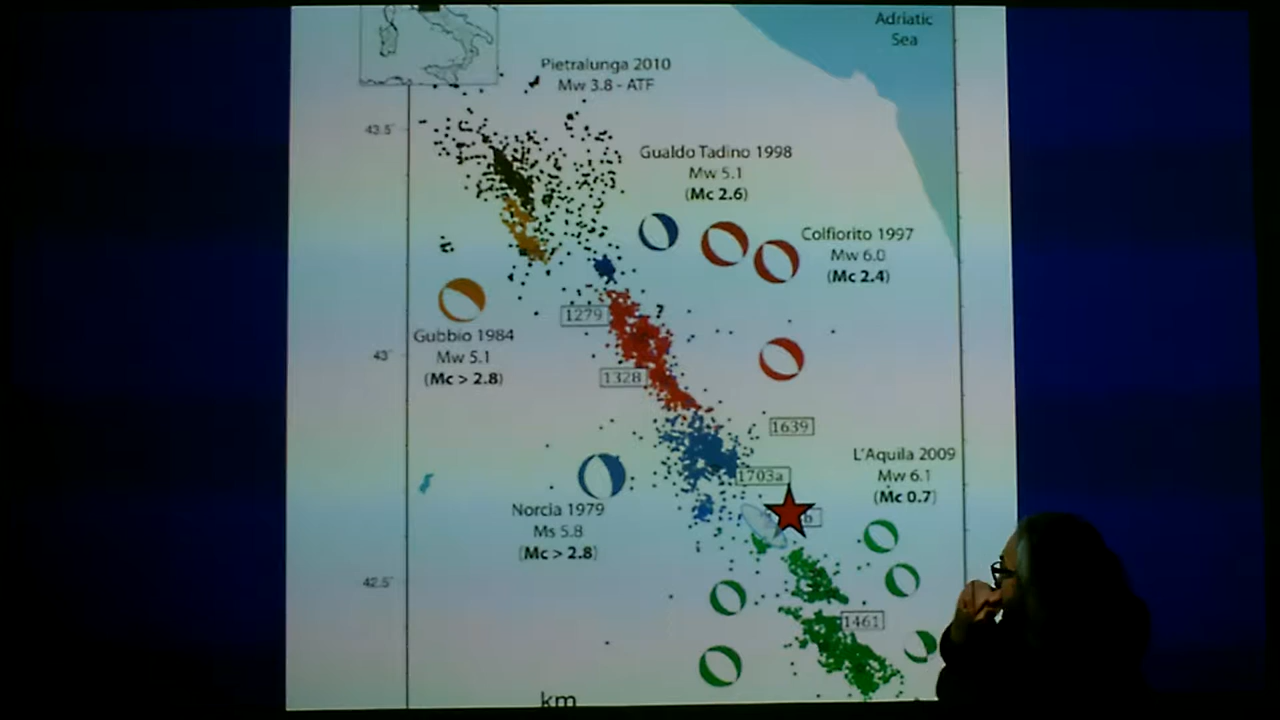 Adriatic
Sea
Pietralunga 2010
Mw 3.8 - ATF
43.5
Gualdo Tadino 1998
Mw 5.1
(Mc 2.6)
Colfiorito 1997
Mw 6.0
(Mc 2.4)
1279
?
Gubbio 1984
Mw 5.1
(Mc > 2.8)
43
1328
1639
L'Aquila 2009
Mw 6.1
(Mc 0.7)
1703a
Norcia 1979
Ms 5.8
(Mc > 2.8)
b
42.5
1461
km